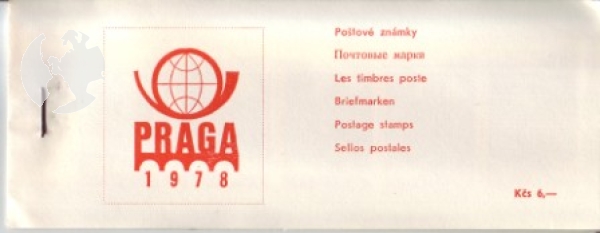 PRAGA
1978
Poštové známky
Почтовые марки
Les timbres poste
Briefmarken
Postage stamps
Sellos postales
Kčs 6,—